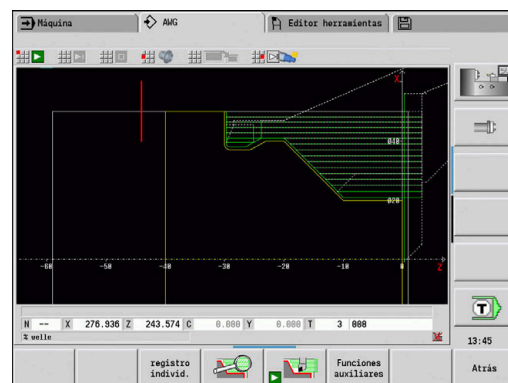 Máquina
AWG
Editor herramientas
X
ø40
ø20
-60 -50 -40 -30 -20 -10 0 Z
N -- X 276.936 Z 243.574 C 0.000 Y 0.000 T 3 000
% welle
T
13:45
registro individ.
Funciones auxiliares
Atrás